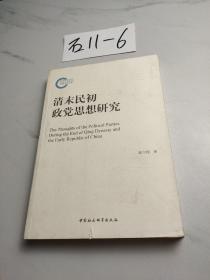 石11-6
清末民初
政党思想研究
The Thoughts of the Political Parties
During the End of Qing Dynasty and
the Early Republic of China
著
中国社会科学出版社